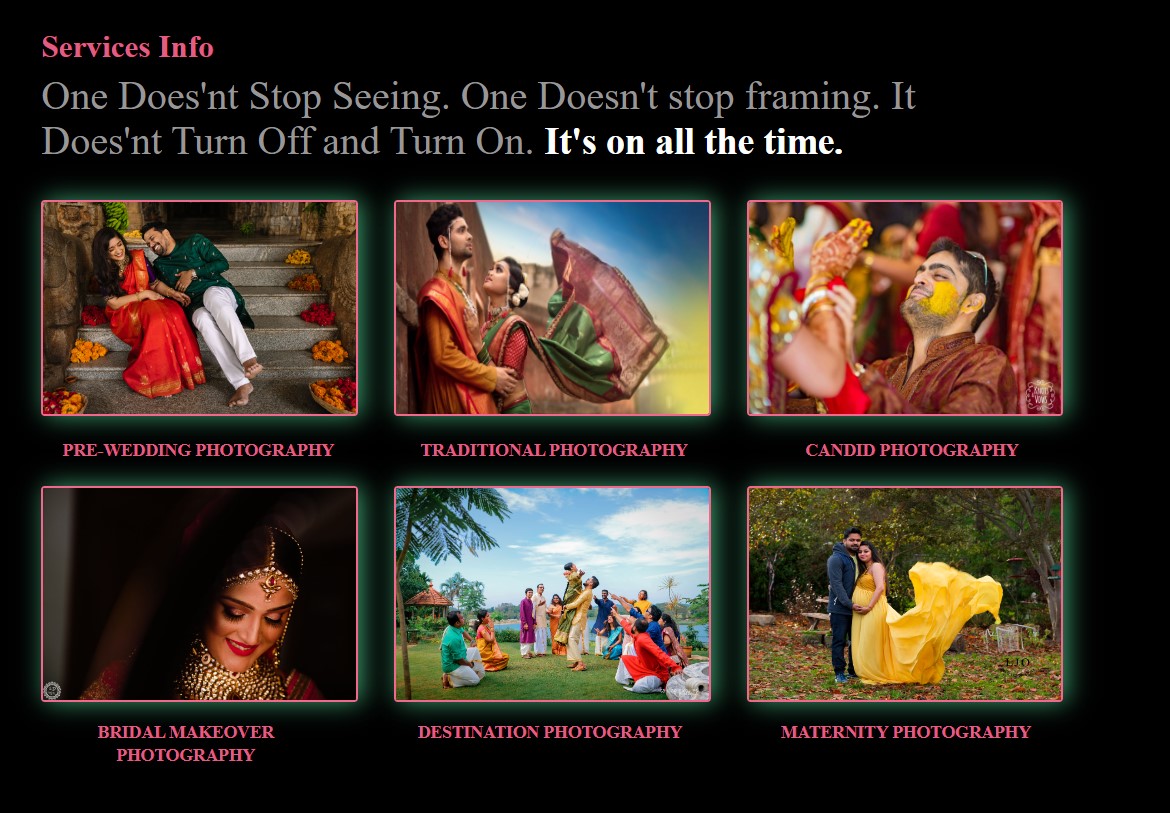 Services Info
One Does'nt Stop Seeing. One Doesn't stop framing. It
Does'nt Turn Off and Turn On. It's on all the time.
PRE-WEDDING PHOTOGRAPHY
TRADITIONAL PHOTOGRAPHY
CANDID PHOTOGRAPHY
BRIDAL MAKEOVER
PHOTOGRAPHY
DESTINATION PHOTOGRAPHY
LJO
MATERNITY PHOTOGRAPHY